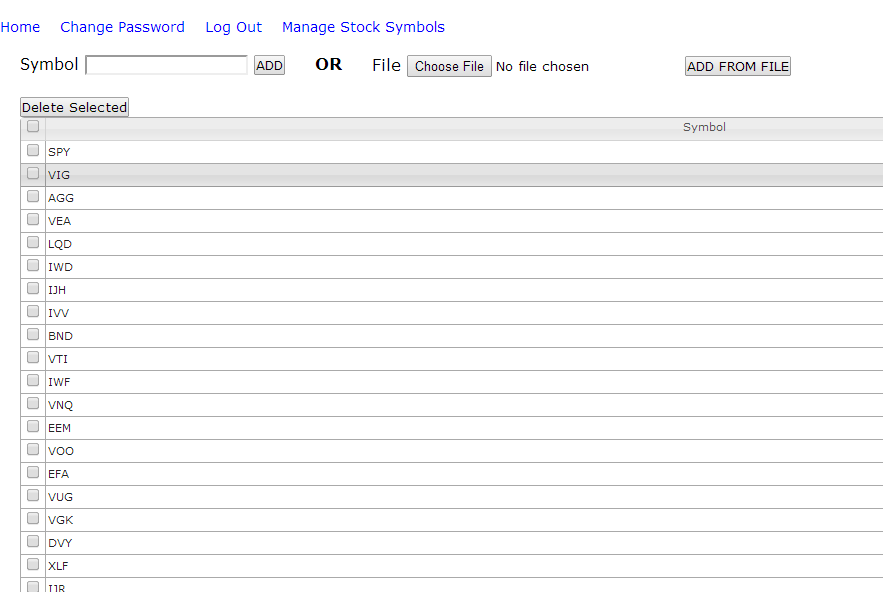 Home Change Password Log Out Manage Stock Symbols
Symbol ADD OR File Choose File No file chosen ADD FROM FILE
Delete Selected
Symbol
SPY
VIG
AGG
VEA
LQD
IWD
IJH
IVV
BND
VTI
IWF
VNQ
EEM
VOO
EFA
VUG
VGK
DVY
XLF
IJR